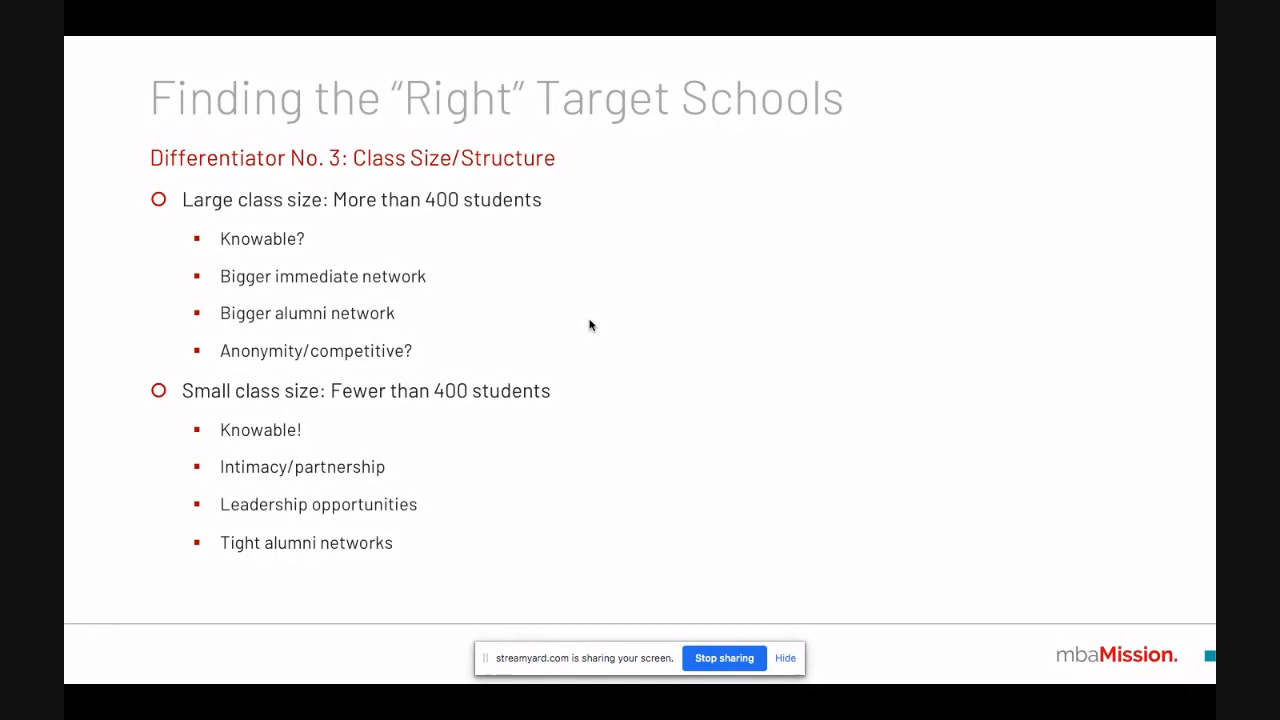 Finding the “Right” Target Schools
Differentiator No. 3: Class Size/Structure
Large class size: More than 400 students
Knowable?
Bigger immediate network
Bigger alumni network
Anonymity/competitive?
Small class size: Fewer than 400 students
Knowable!
Intimacy/partnership
Leadership opportunities
Tight alumni networks
streamyard.com is sharing your screen. Stop sharing Hide
mbaMission.